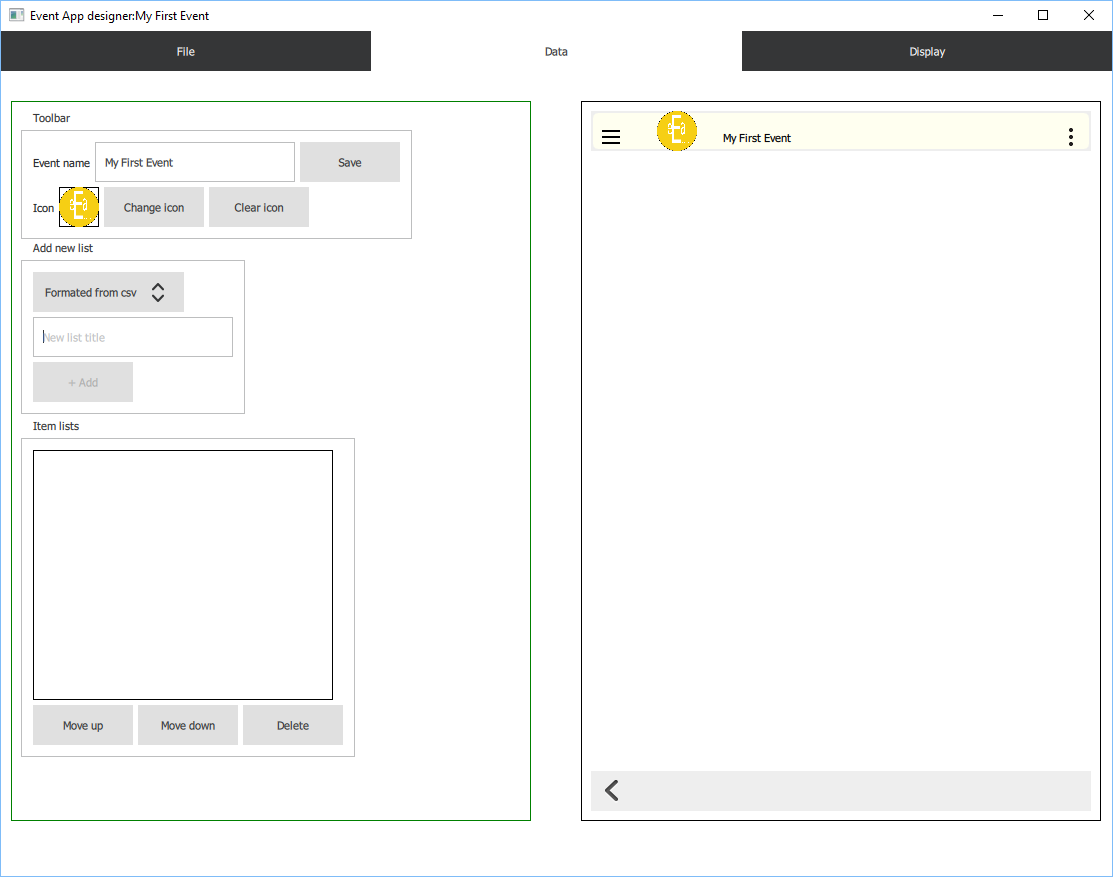 Event App designer:My First Event
File
Data
Display
Toolbar
Event name
My First Event
Save
Icon
Change icon
Clear icon
Add new list
Formated from csv
New list title
+ Add
Item lists
Move up
Move down
Delete
My First Event